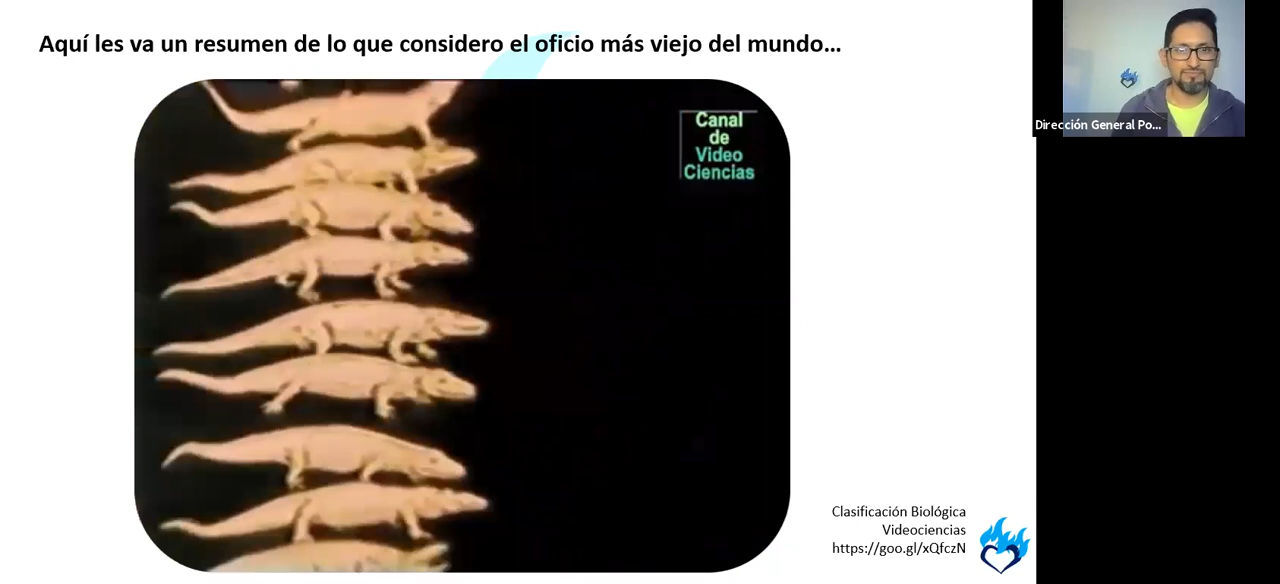 Aquí les va un resumen de lo que considero el oficio más viejo del mundo...
Canal
de
Video
Ciencias
Dirección General Po...
Clasificación Biológica
Videociencias
https://goo.gl/xQfczN